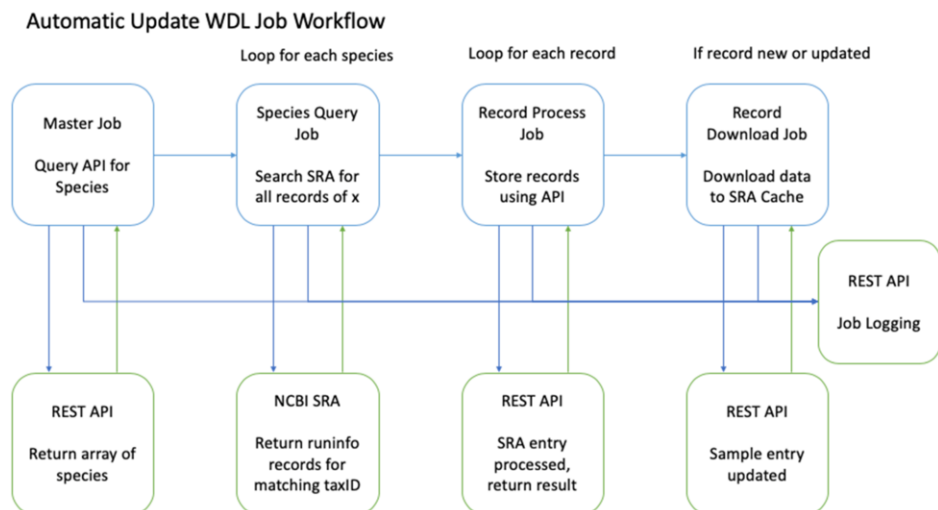 Automatic Update WDL Job Workflow
Loop for each species
Loop for each record
If record new or updated
Master Job
Query API for
Species
Species Query
Job
Search SRA for
all records of x
Record Process
Job
Store records
using API
Record
Download Job
Download data
to SRA Cache
REST API
Job Logging
REST API
Return array of
species
NCBI SRA
Return runinfo
records for
matching taxID
REST API
SRA entry
processed,
return result
REST API
Sample entry
updated